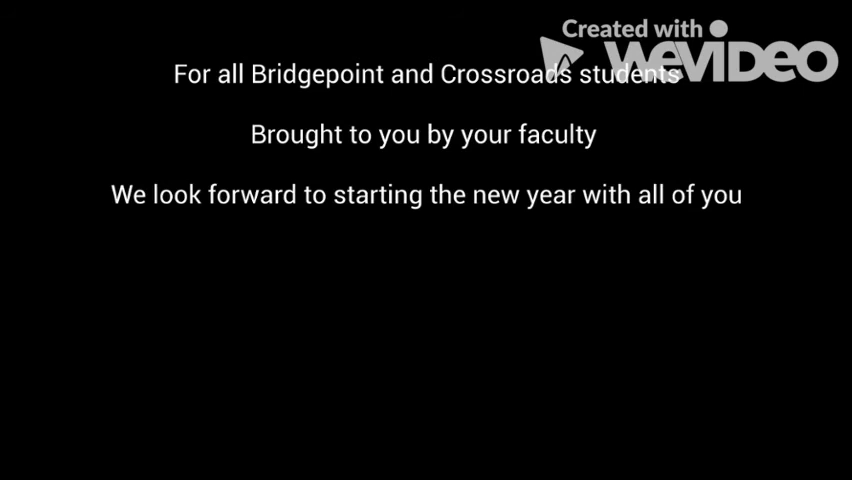 Created with
WeVideo
For all Bridgepoint and Crossroads students
Brought to you by your faculty
We look forward to starting the new year with all of you